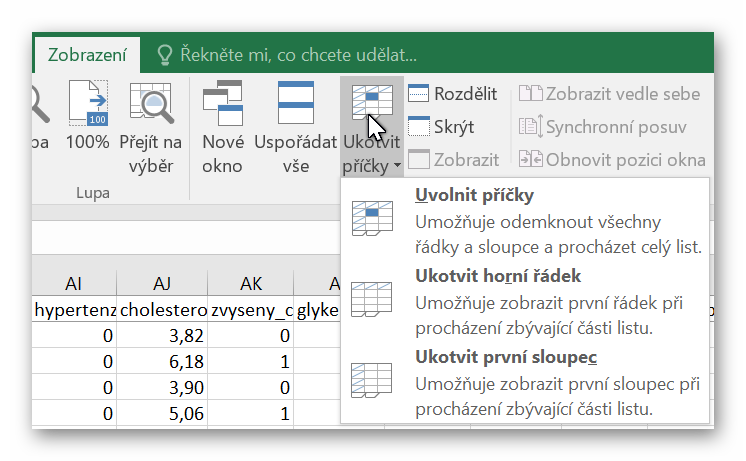 Zobrazení
Řekněte mi, co chcete udělat...
100%
Přejít na
výběr
Nové
okno
Uspořádat
vše
Ukotvit
příčky
Rozdělit
Skrýt
Zobrazit
Zobrazit vedle sebe
Synchronní posuv
Obnovit pozici okna
Lupa
Uvolnit příčky
Umožňuje odemknout všechny
řádky a sloupce a procházet celý list.
Ukotvit horní řádek
Umožňuje zobrazit první řádek při
procházení zbývající části listu.
Ukotvit první sloupec
Umožňuje zobrazit první sloupec při
procházení zbývající části listu.
AI AJ AK
hypertenz cholestero zvyseny_c glyke
0 3,82 0
0 6,18 1
0 3,90 0
0 5,06 1